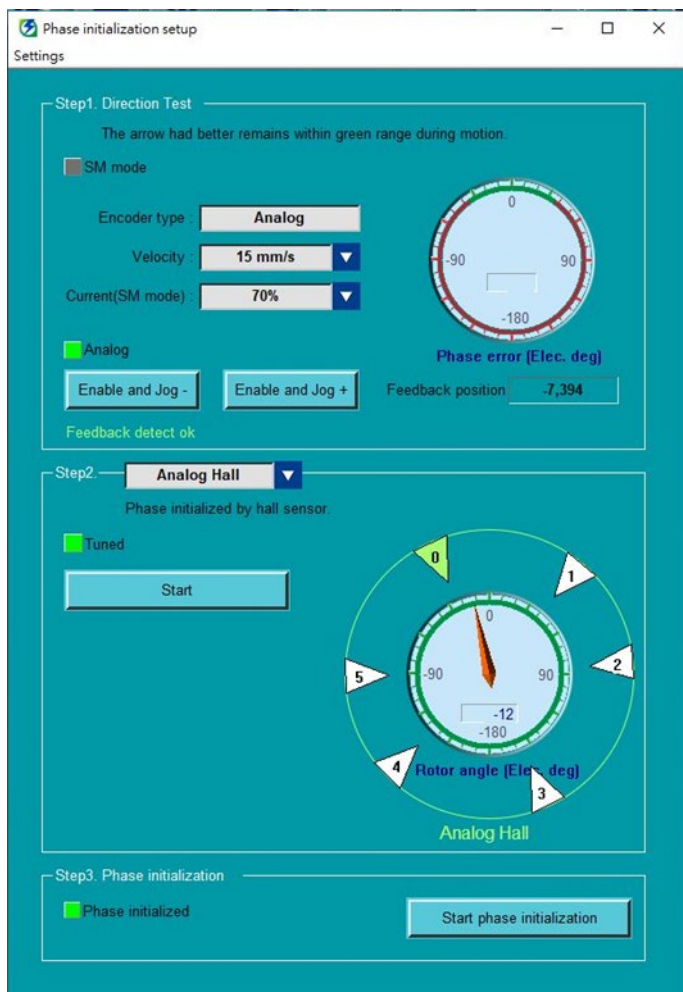 Phase initialization setup
Settings
Step1. Direction Test
The arrow had better remains within green range during motion.
SM mode
Encoder type : Analog
Velocity : 15 mm/s
Current(SM mode) : 70%
0
-90 90
-180
Phase error (Elec. deg)
Analog
Enable and Jog - Enable and Jog + Feedback position -7,394
Feedback detect ok
Step2. Analog Hall
Phase initialized by hall sensor.
Tuned
Start
0
1
2
3
4
5
0
-90 90
-12
-180
Rotor angle (Elec. deg)
Analog Hall
Step3. Phase initialization
Phase initialized
Start phase initialization